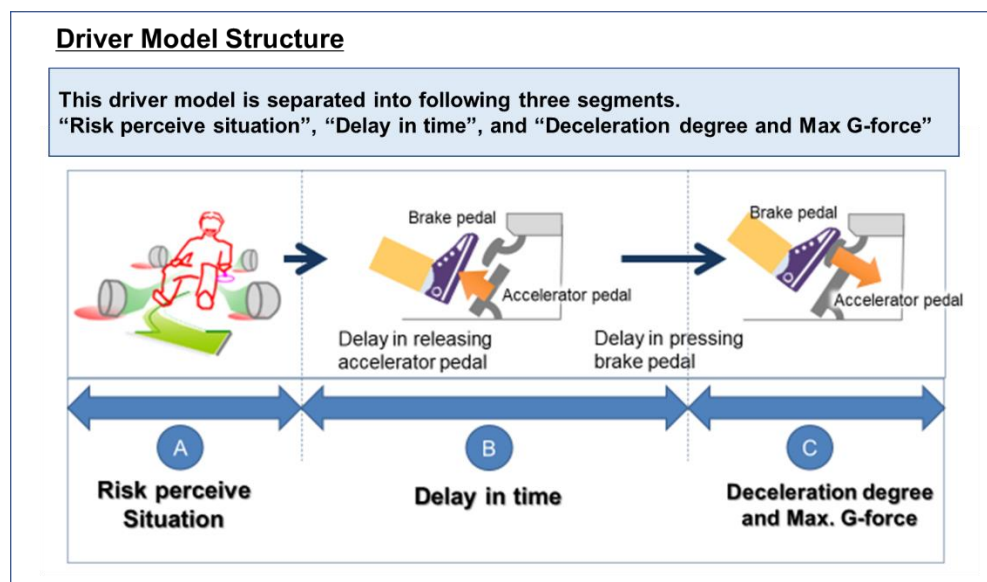 Driver Model Structure
This driver model is separated into following three segments.
“Risk perceive situation”, “Delay in time”, and “Deceleration degree and Max G-force”
Brake pedal
Accelerator pedal
Delay in releasing
accelerator pedal
Delay in pressing
brake pedal
Brake pedal
Accelerator pedal
A
Risk perceive
Situation
B
Delay in time
C
Deceleration degree
and Max. G-force